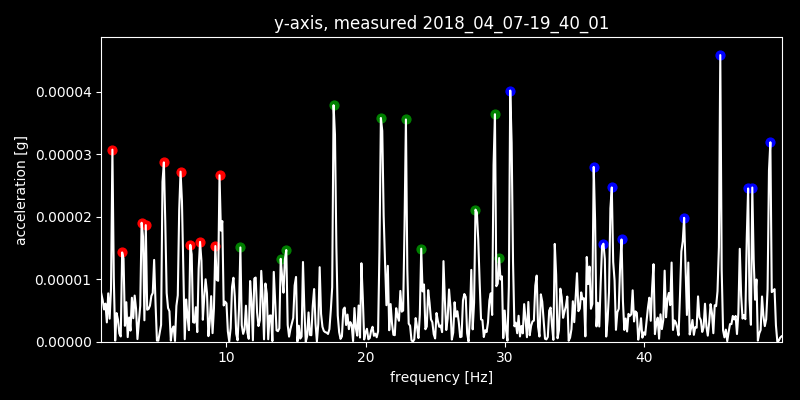 y-axis, measured 2018_04_07-19_40_01
0.00004
0.00003
0.00002
0.00001
0.00000
acceleration [g]
10 20 30 40
frequency [Hz]